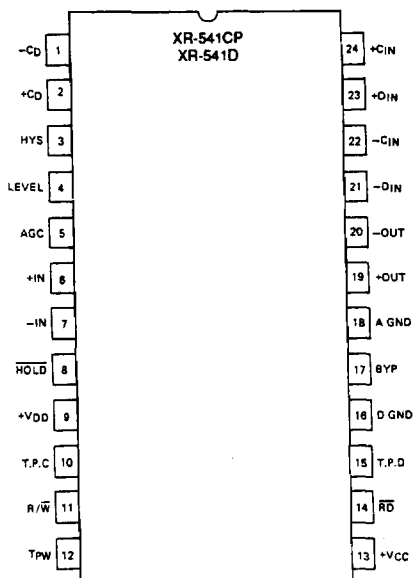 XR-541CP
XR-541D
-CD 1
+CD 2
HYS 3
LEVEL 4
AGC 5
+IN 6
-IN 7
H̅O̅L̅D̅ 8
+VDD 9
T.P.C 10
R/W̅ 11
TPW 12
24 +CIN
23 +DIN
22 -CIN
21 -DIN
20 -OUT
19 +OUT
18 A GND
17 BYP
16 D GND
15 T.P.D
14 R̅D̅
13 +VCC